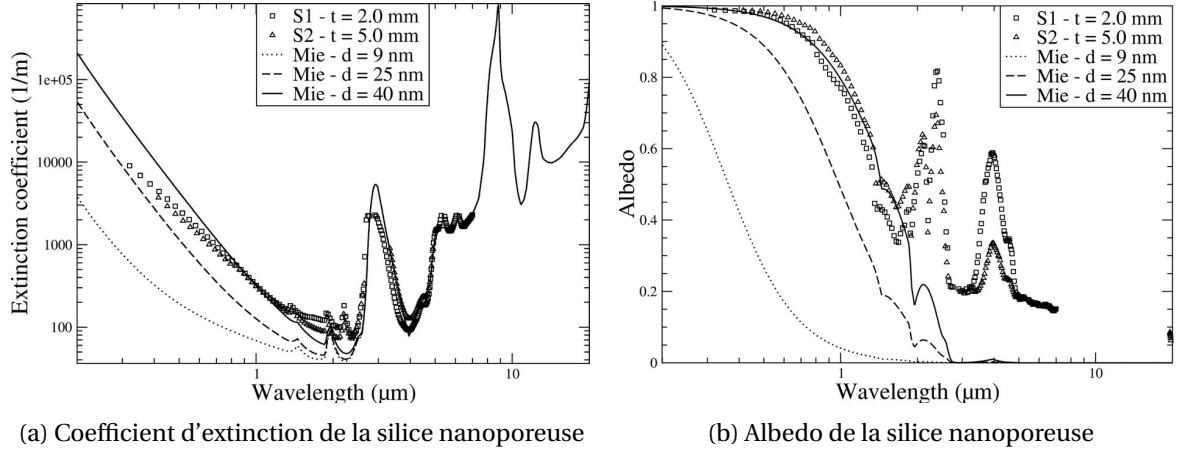 S1 - t = 2.0 mm
S2 - t = 5.0 mm
Mie - d = 9 nm
Mie - d = 25 nm
Mie - d = 40 nm
Extinction coefficient (1/m)
1e+05
10000
1000
100
1
10
Wavelength (μm)
(a) Coefficient d'extinction de la silice nanoporeuse
S1 - t = 2.0 mm
S2 - t = 5.0 mm
Mie - d = 9 nm
Mie - d = 25 nm
Mie - d = 40 nm
Albedo
1
0.8
0.6
0.4
0.2
0
1
10
Wavelength (μm)
(b) Albedo de la silice nanoporeuse